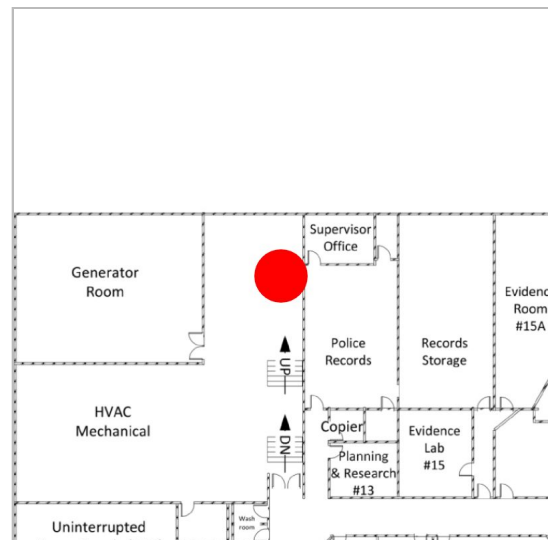 Supervisor
Office
Generator
Room
Evidenc
Room
#15A
Police
Records
Records
Storage
UP
HVAC
Mechanical
Copier
DN
Evidence
Lab
#15
Planning
& Research
#13
Wash
room
Uninterrupted